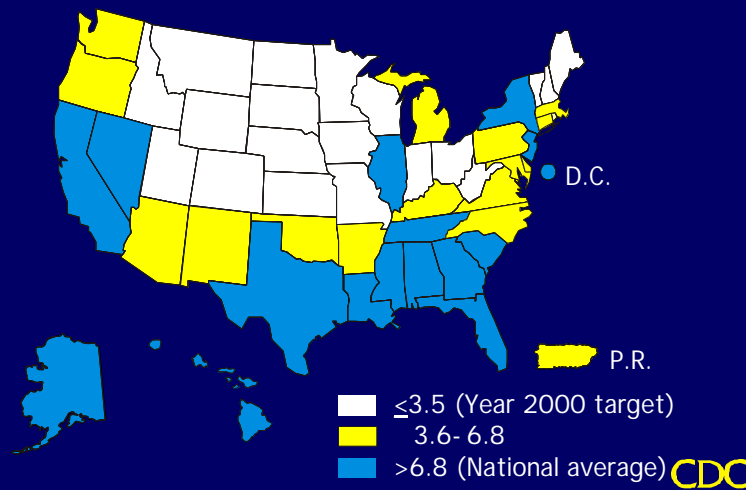 D.C.
P.R.
≤3.5 (Year 2000 target)
3.6-6.8
>6.8 (National average)
CDC